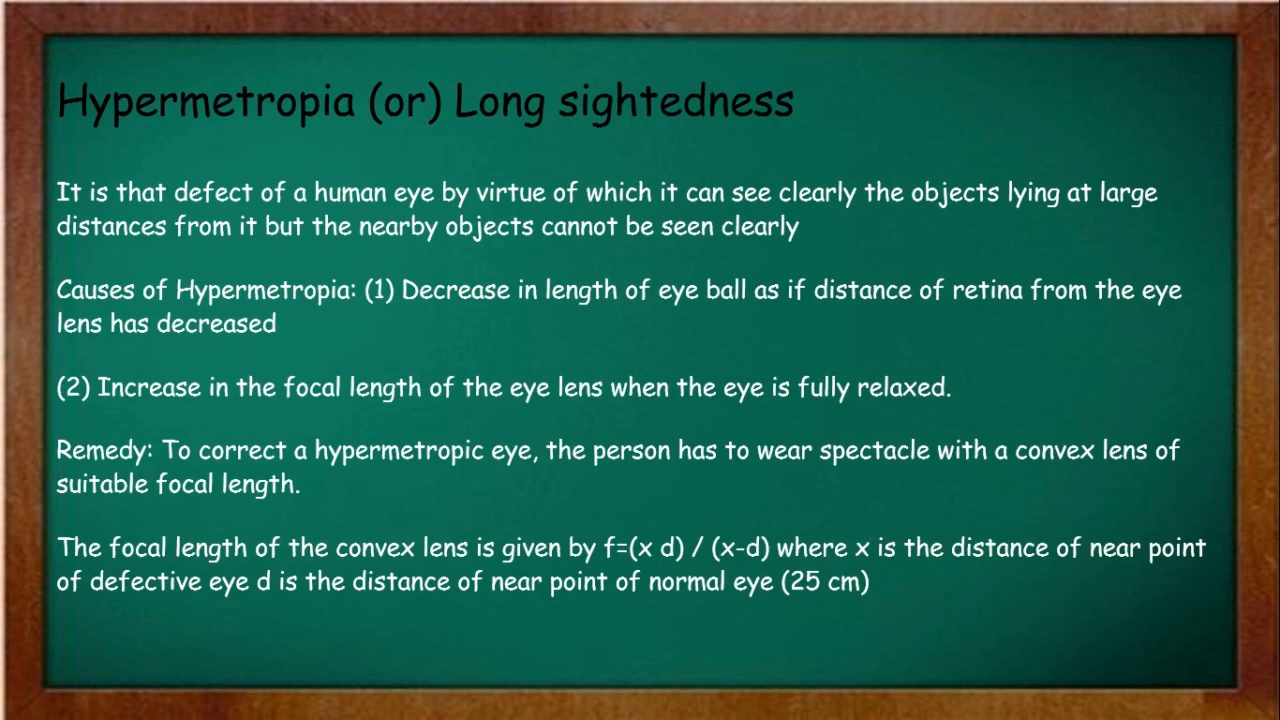 Hypermetropia (or) Long sightedness
It is that defect of a human eye by virtue of which it can see clearly the objects lying at large
distances from it but the nearby objects cannot be seen clearly
Causes of Hypermetropia: (1) Decrease in length of eye ball as if distance of retina from the eye
lens has decreased
(2) Increase in the focal length of the eye lens when the eye is fully relaxed.
Remedy: To correct a hypermetropic eye, the person has to wear spectacle with a convex lens of
suitable focal length.
The focal length of the convex lens is given by f=(x d) / (x-d) where x is the distance of near point
of defective eye d is the distance of near point of normal eye (25 cm)